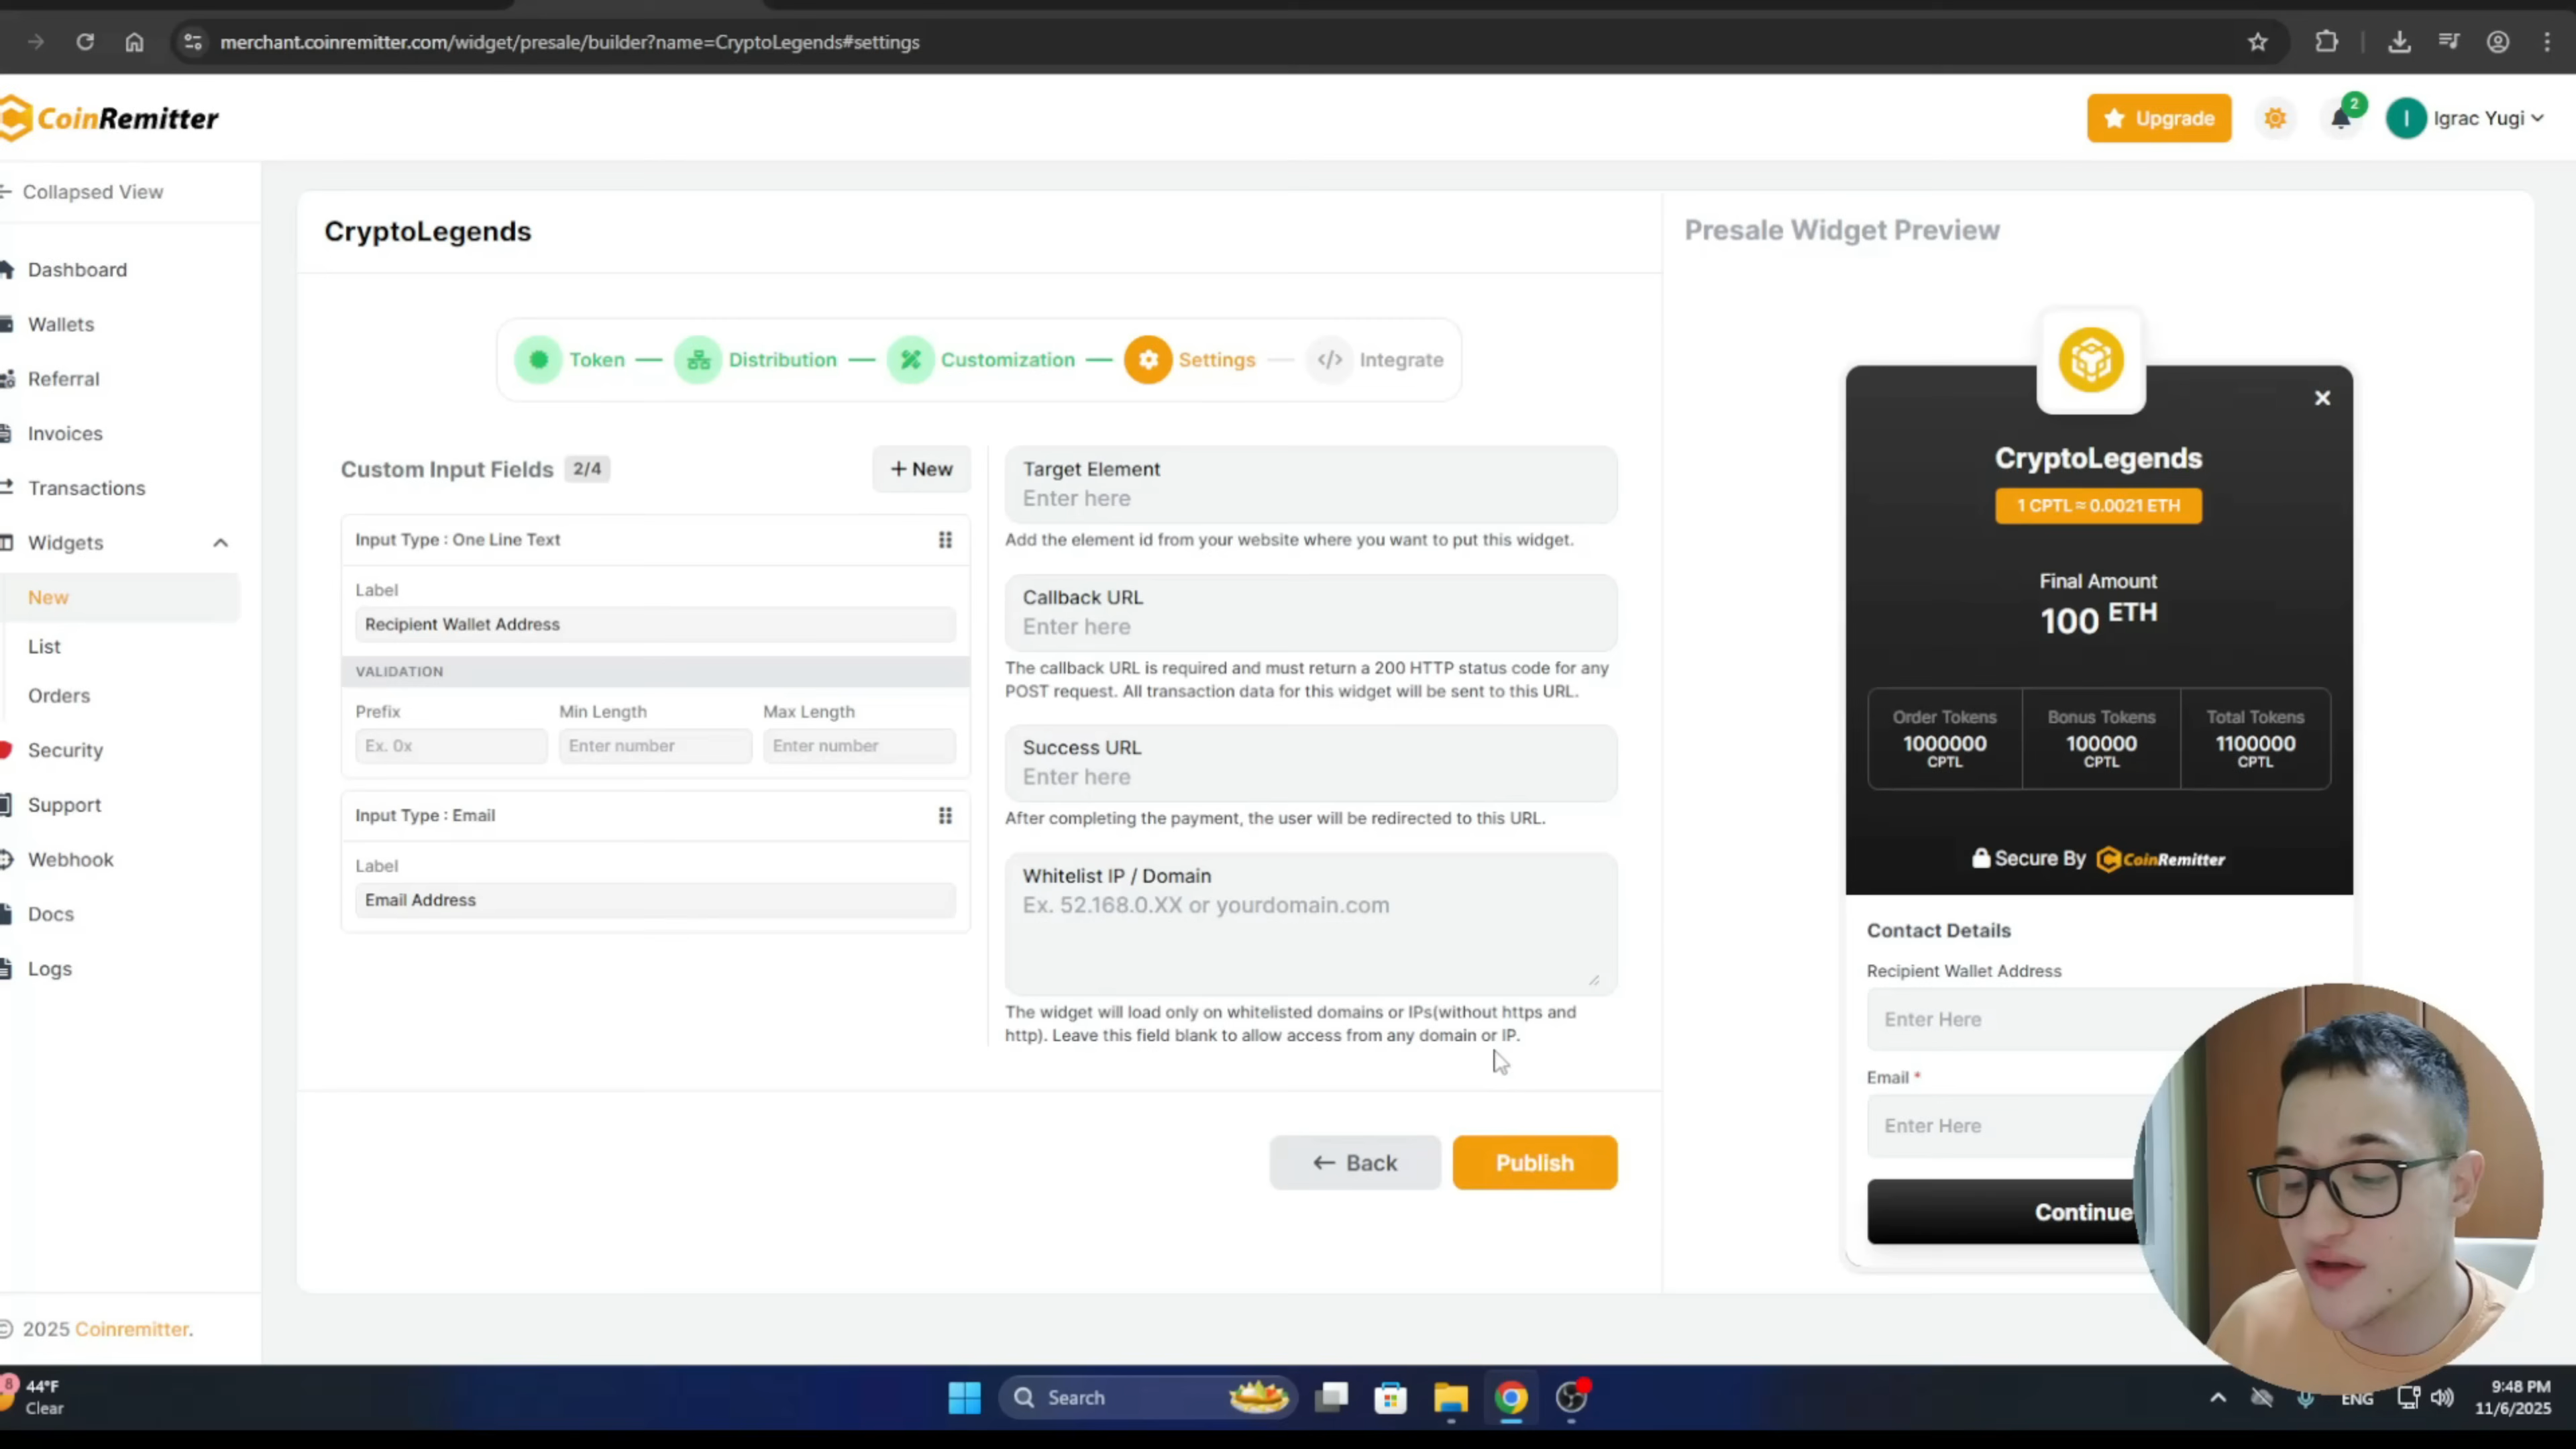 merchant.coinremitter.com/widget/presale/builder?name=CryptoLegends#settings
CoinRemitter
Upgrade
2
I
Igrac Yugi
Collapsed View
Dashboard
Wallets
Referral
Invoices
Transactions
Widgets
New
List
Orders
Security
Support
Webhook
Docs
Logs
© 2025 Coinremitter.
CryptoLegends
Token
Distribution
Customization
Settings
</> Integrate
Custom Input Fields 2/4
+ New
Input Type : One Line Text
Label
Recipient Wallet Address
VALIDATION
Prefix Min Length Max Length
Ex. 0x Enter number Enter number
Input Type : Email
Label
Email Address
Target Element
Enter here
Add the element id from your website where you want to put this widget.
Callback URL
Enter here
The callback URL is required and must return a 200 HTTP status code for any
POST request. All transaction data for this widget will be sent to this URL.
Success URL
Enter here
After completing the payment, the user will be redirected to this URL.
Whitelist IP / Domain
Ex. 52.168.0.XX or yourdomain.com
The widget will load only on whitelisted domains or IPs(without https and
http). Leave this field blank to allow access from any domain or IP.
← Back
Publish
Presale Widget Preview
×
CryptoLegends
1 CPTL ≈ 0.0021 ETH
Final Amount
100 ETH
Order Tokens Bonus Tokens Total Tokens
1000000 100000 1100000
CPTL CPTL CPTL
Secure By CoinRemitter
Contact Details
Recipient Wallet Address
Enter Here
Email *
Enter Here
Continue
8
44°F
Clear
Search
ENG
9:48 PM
11/6/2025